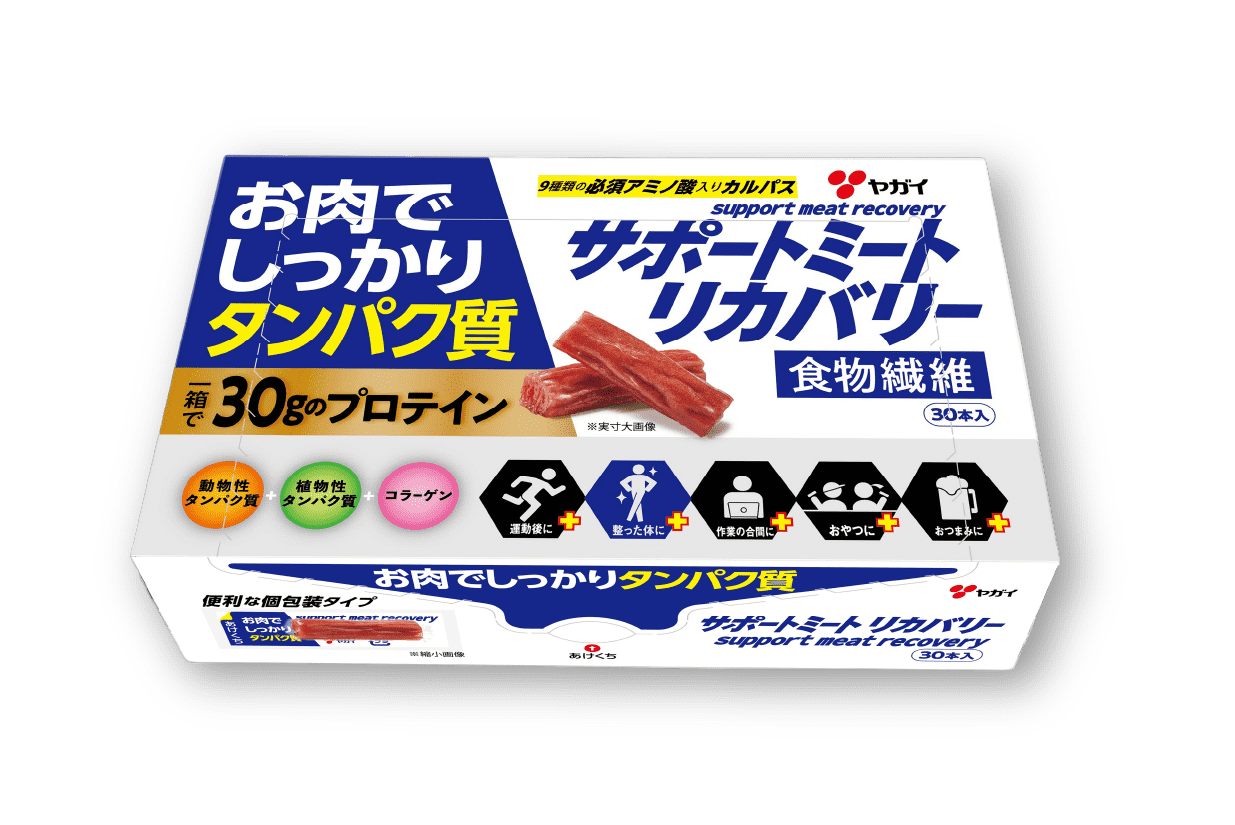 お肉で
しっかり
タンパク質
一箱で
30gのプロテイン
9種類の必須アミノ酸入りカルパス
ヤガイ
support meat recovery
サポートミート
リカバリー
食物繊維
30本入
※実寸大画像
動物性
タンパク質
+
植物性
タンパク質
+
コラーゲン
運動後に
整った体に
作業の合間に
おやつに
おつまみに
お肉でしっかりタンパク質
便利な個包装タイプ
あけくち
お肉で
しっかり
タンパク質
support meat recovery
※縮小画像
あけくち
ヤガイ
サポートミート リカバリー
support meat recovery
30本入